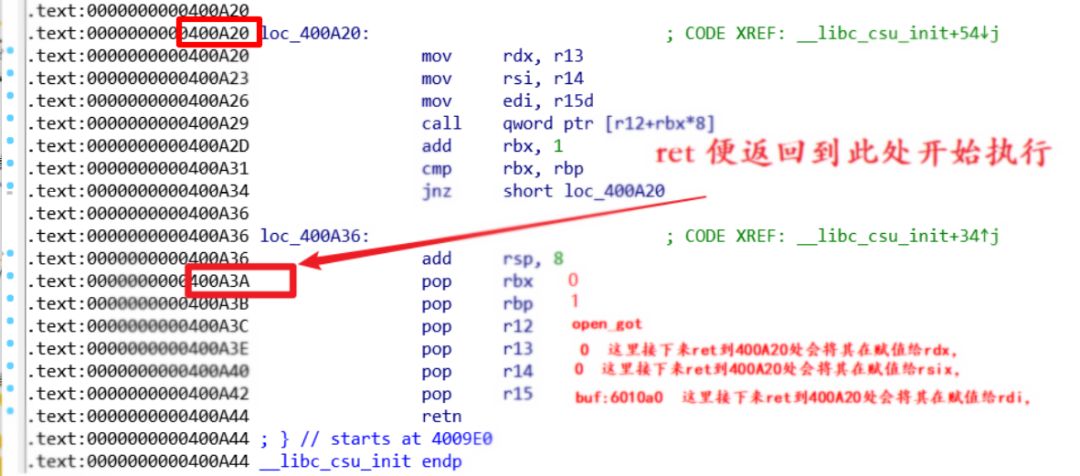 .text:0000000000400A20
.text:0000000000400A20 loc_400A20: ; CODE XREF: __libc_csu_init+54↓j
.text:0000000000400A20 mov rdx, r13
.text:0000000000400A23 mov rsi, r14
.text:0000000000400A26 mov edi, r15d
.text:0000000000400A29 call qword ptr [r12+rbx*8]
.text:0000000000400A2D add rbx, 1
ret 便返回到此处开始执行
.text:0000000000400A31 cmp rbx, rbp
.text:0000000000400A34 jnz short loc_400A20
.text:0000000000400A36
.text:0000000000400A36 loc_400A36: ; CODE XREF: __libc_csu_init+34↑j
.text:0000000000400A36 add rsp, 8
.text:0000000000400A3A pop rbx 0
.text:0000000000400A3B pop rbp 1
.text:0000000000400A3C pop r12 open_got
.text:0000000000400A3E pop r13 0 这里接下来ret到400A20处会将其在赋值给rdx,
.text:0000000000400A40 pop r14 0 这里接下来ret到400A20处会将其在赋值给rsix,
.text:0000000000400A42 pop r15 buf:6010a0 这里接下来ret到400A20处会将其在赋值给rdi,
.text:0000000000400A44 retn
.text:0000000000400A44 ; } // starts at 4009E0
.text:0000000000400A44 __libc_csu_init endp